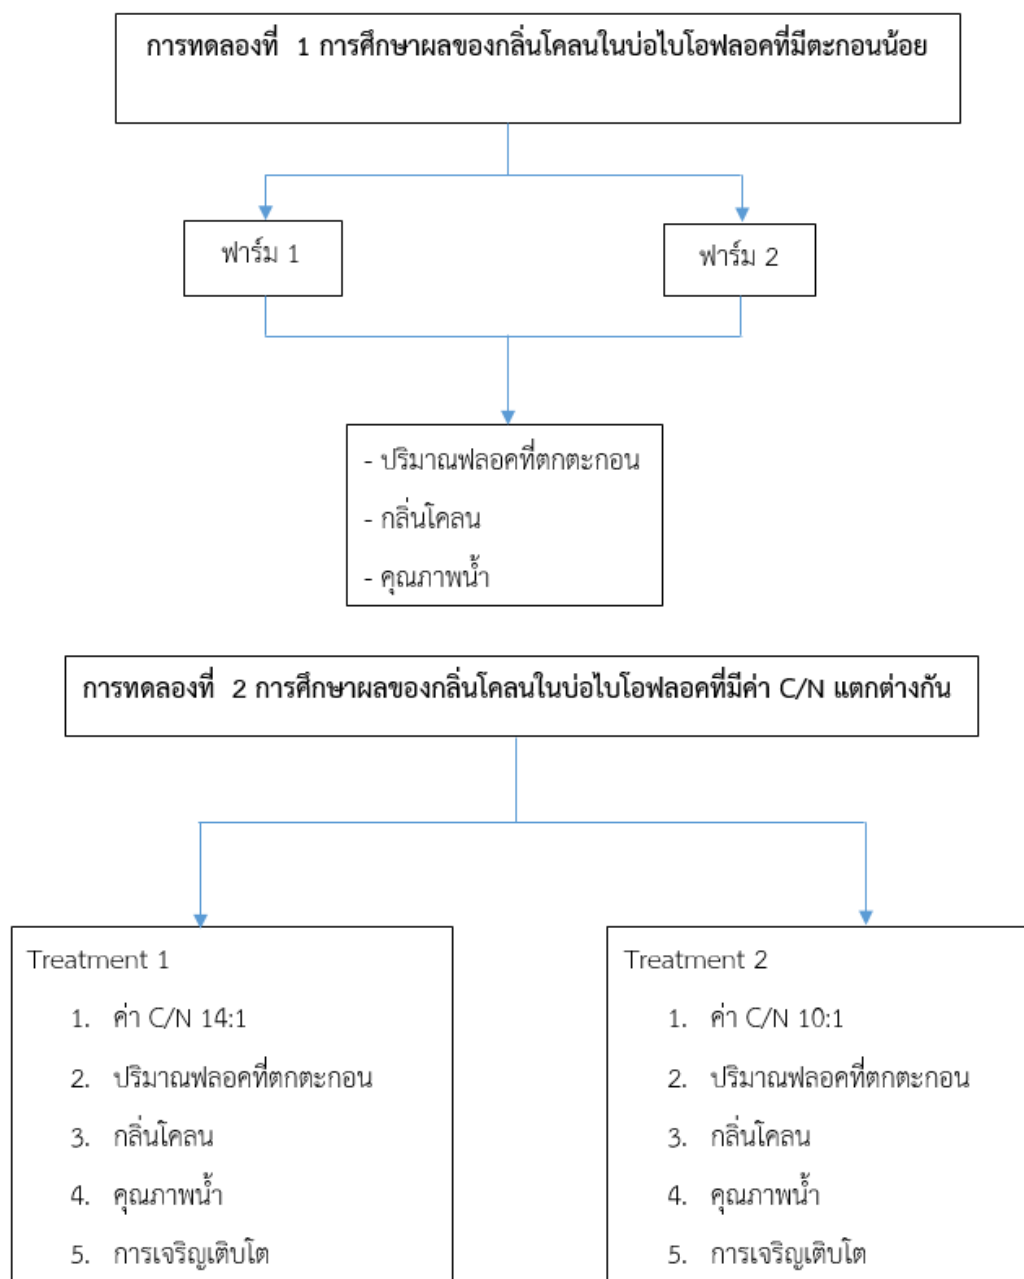 การทดลองที่ 1 การศึกษาผลของกลิ่นโคลนในบ่อไบโอฟลอคที่มีตะกอนน้อย
ฟาร์ม 1
ฟาร์ม 2
- ปริมาณฟลอคที่ตกตะกอน
- กลิ่นโคลน
- คุณภาพน้ำ
การทดลองที่ 2 การศึกษาผลของกลิ่นโคลนในบ่อไบโอฟลอคที่มีค่า C/N แตกต่างกัน
Treatment 1
1. ค่า C/N 14:1
2. ปริมาณฟลอคที่ตกตะกอน
3. กลิ่นโคลน
4. คุณภาพน้ำ
5. การเจริญเติบโต
Treatment 2
1. ค่า C/N 10:1
2. ปริมาณฟลอคที่ตกตะกอน
3. กลิ่นโคลน
4. คุณภาพน้ำ
5. การเจริญเติบโต